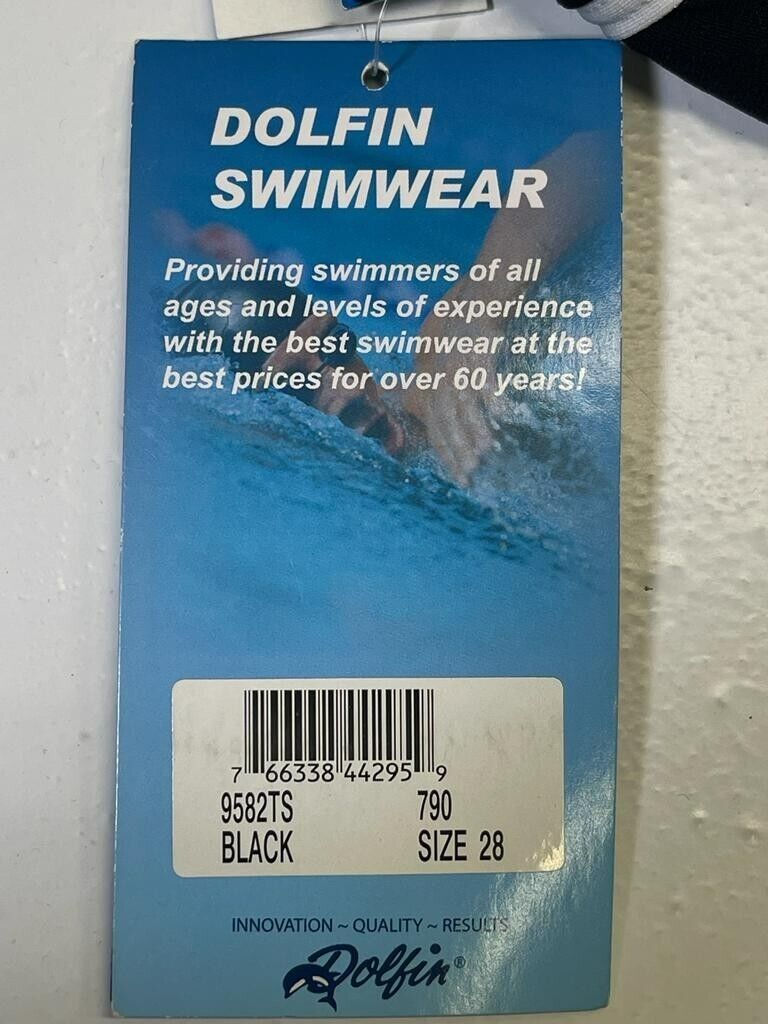 DOLFIN
SWIMWEAR
Providing swimmers of all
ages and levels of experience
with the best swimwear at the
best prices for over 60 years!
7 66338 44295 9
9582TS 790
BLACK SIZE 28
INNOVATION ~ QUALITY ~ RESULTS
Dolfin®